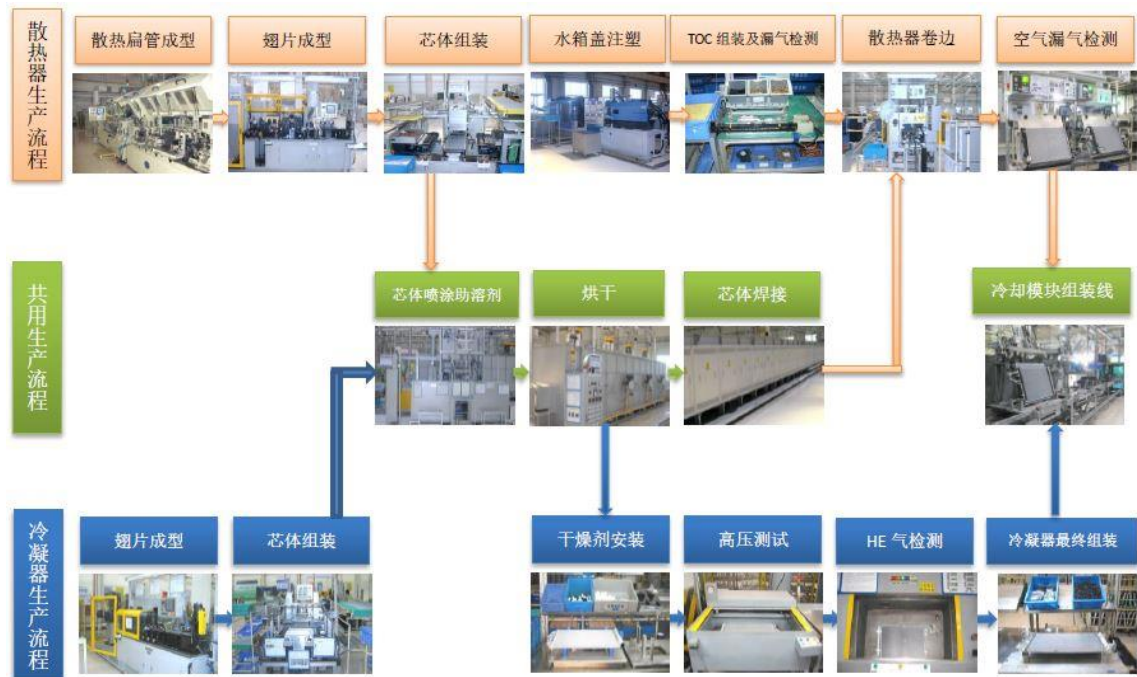 散热器生产流程
散热扁管成型
翅片成型
芯体组装
水箱盖注塑
TOC 组装及漏气检测
散热器卷边
空气漏气检测
共用生产流程
芯体喷涂助溶剂
烘干
芯体焊接
冷却模块组装线
冷凝器生产流程
翅片成型
芯体组装
干燥剂安装
高压测试
HE 气检测
冷凝器最终组装